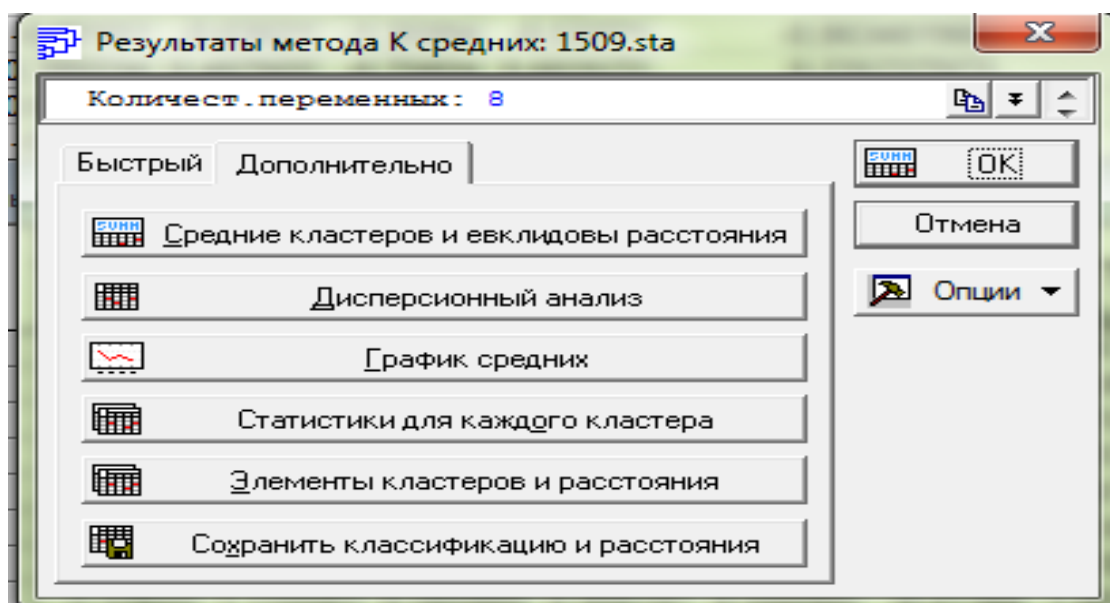 Результаты метода К средних: 1509.sta
Количест.переменных: 8
Быстрый Дополнительно
OK
Средние кластеров и евклидовы расстояния
Отмена
Дисперсионный анализ
Опции
График средних
Статистики для каждого кластера
Элементы кластеров и расстояния
Сохранить классификацию и расстояния